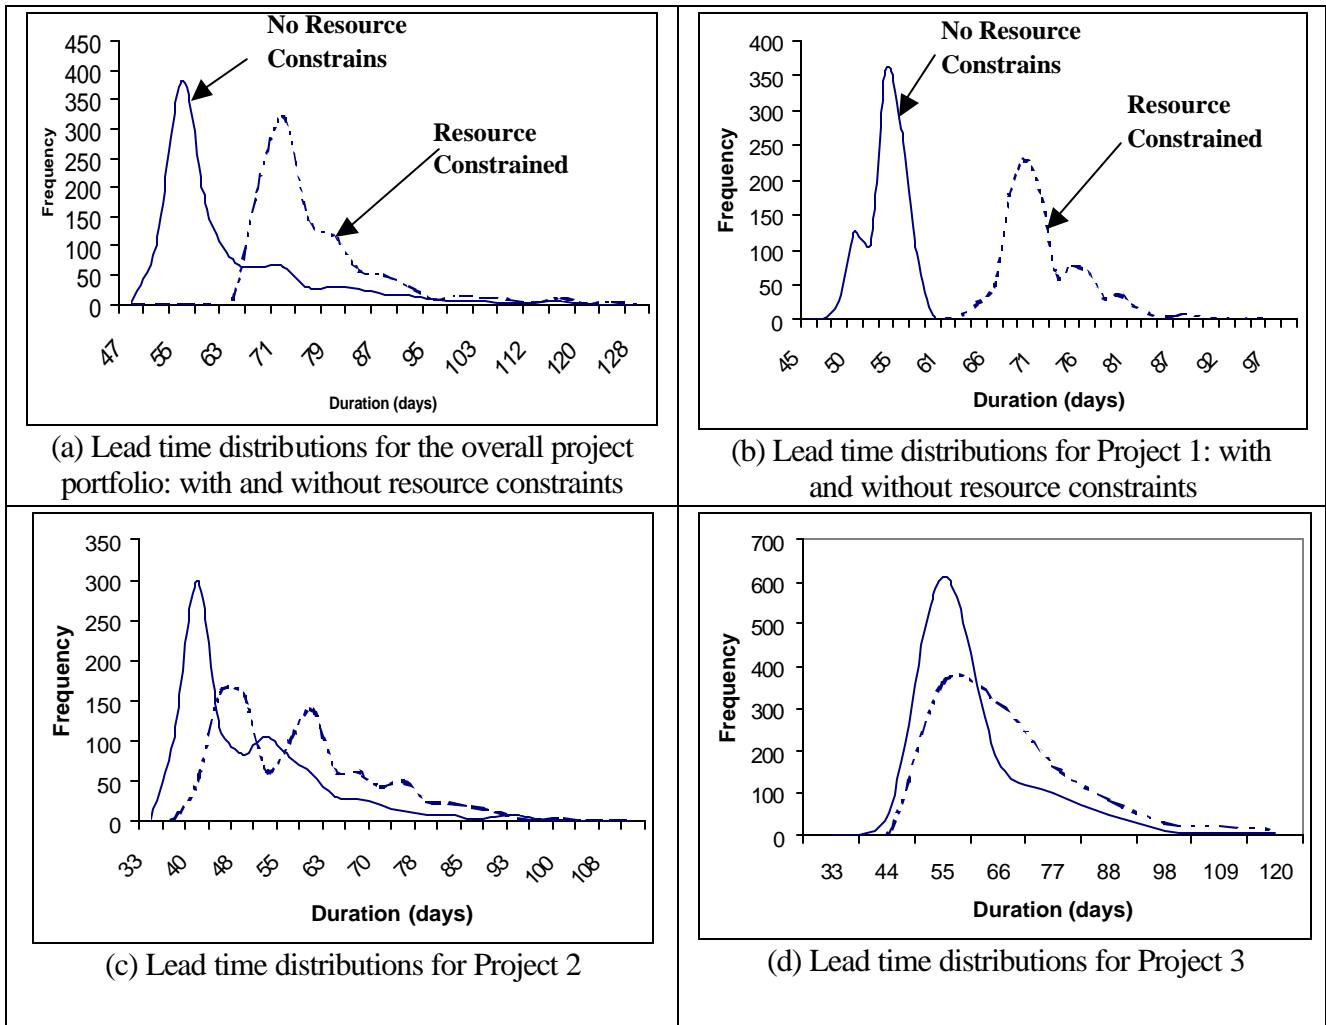 No Resource
Constrains
Resource
Constrained
450
400
350
300
250
200
150
100
50
0
Frequency
47 55 63 71 79 87 95 103 112 120 128
Duration (days)
(a) Lead time distributions for the overall project
portfolio: with and without resource constraints
No Resource
Constrains
Resource
Constrained
400
350
300
250
200
150
100
50
0
Frequency
45 50 55 61 66 71 76 81 87 92 97
Duration (days)
(b) Lead time distributions for Project 1: with
and without resource constraints
350
300
250
200
150
100
50
0
Frequency
33 40 48 55 63 70 78 85 93 100 108
Duration (days)
(c) Lead time distributions for Project 2
700
600
500
400
300
200
100
0
Frequency
33 44 55 66 77 88 98 109 120
Duration (days)
(d) Lead time distributions for Project 3